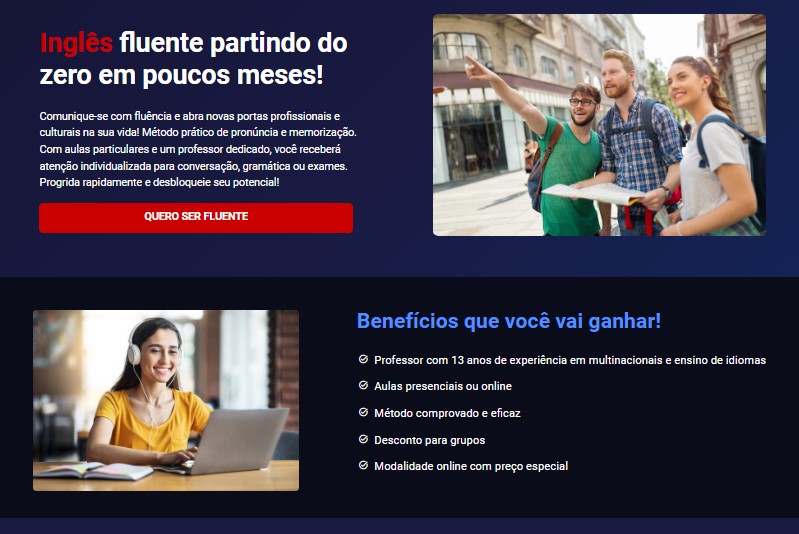 Inglês fluente partindo do
zero em poucos meses!
Comunique-se com fluência e abra novas portas profissionais e
culturais na sua vida! Método prático de pronúncia e memorização.
Com aulas particulares e um professor dedicado, você receberá
atenção individualizada para conversação, gramática ou exames.
Progrida rapidamente e desbloqueie seu potencial!
QUERO SER FLUENTE
Benefícios que você vai ganhar!
Professor com 13 anos de experiência em multinacionais e ensino de idiomas
Aulas presenciais ou online
Método comprovado e eficaz
Desconto para grupos
Modalidade online com preço especial